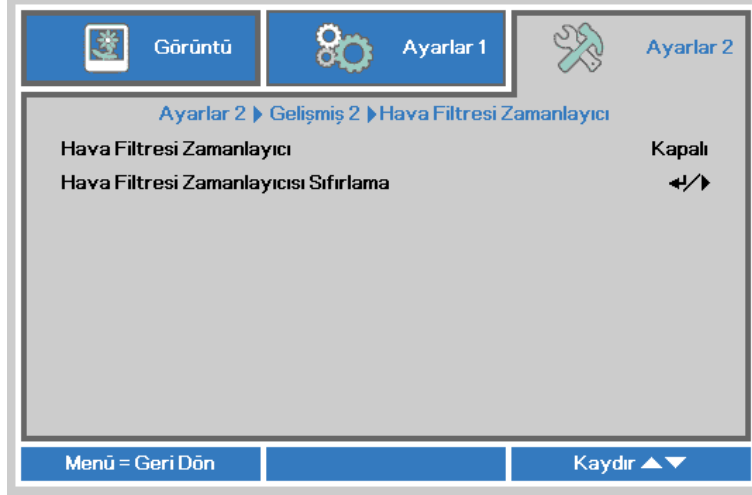 Görüntü
Ayarlar 1
Ayarlar 2
Ayarlar 2 ▶ Gelişmiş 2 ▶ Hava Filtresi Zamanlayıcı
Hava Filtresi Zamanlayıcı Kapalı
Hava Filtresi Zamanlayıcısı Sıfırlama ↵/▶
Menü = Geri Dön
Kaydır ▲▼